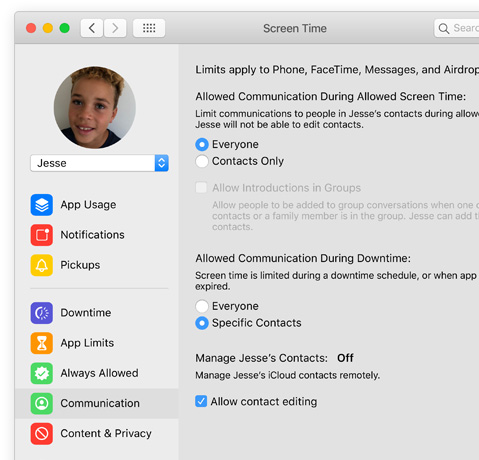 Screen Time
Limits apply to Phone, FaceTime, Messages, and Airdrop
Allowed Communication During Allowed Screen Time:
Limit communications to people in Jesse's contacts during
Jesse will not be able to edit contacts.
Everyone
Contacts Only
Allow Introductions in Groups
Allow people to be added to group conversations when one
contacts or a family member is in the group. Jesse can add
contacts.
Allowed Communication During Downtime:
Screen time is limited during a downtime schedule, or when app
expired.
Everyone
Specific Contacts
Manage Jesse's Contacts: Off
Manage Jesse's iCloud contacts remotely.
Allow contact editing
Jesse
App Usage
Notifications
Pickups
Downtime
App Limits
Always Allowed
Communication
Content & Privacy